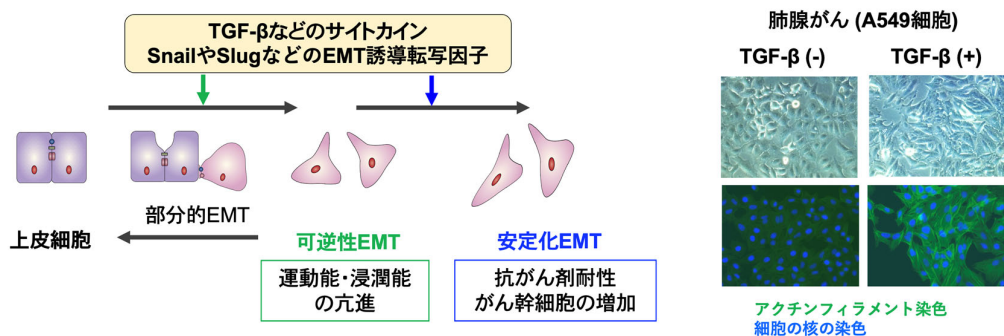 TGF-βなどのサイトカイン
SnailやSlugなどのEMT誘導転写因子
上皮細胞
部分的EMT
可逆性EMT
運動能・浸潤能
の亢進
安定化EMT
抗がん剤耐性
がん幹細胞の増加
肺腺がん (A549細胞)
TGF-β (-)
TGF-β (+)
アクチンフィラメント染色
細胞の核の染色